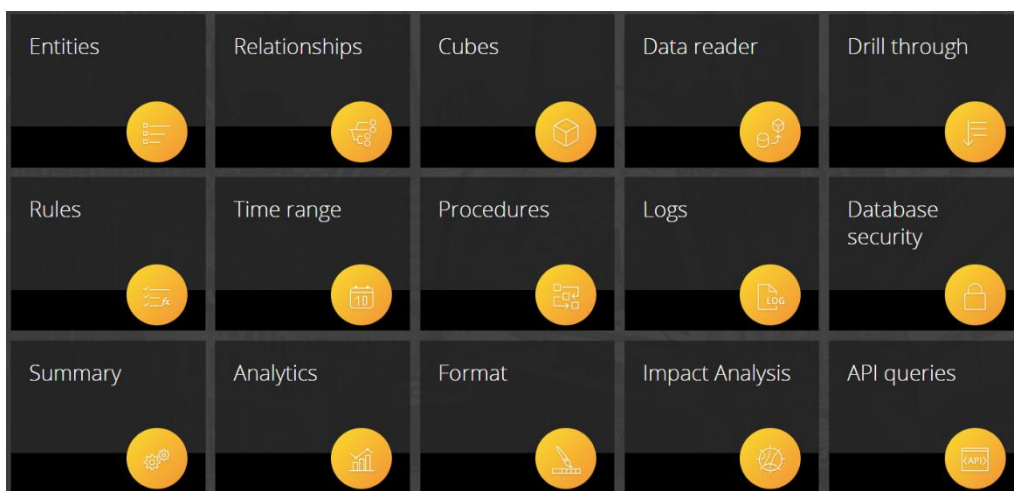 Entities
Relationships
Cubes
Data reader
Drill through
Rules
Time range
10
Procedures
Logs
LOG
Database
security
fx
Summary
Analytics
Format
Impact Analysis
API queries
<API>